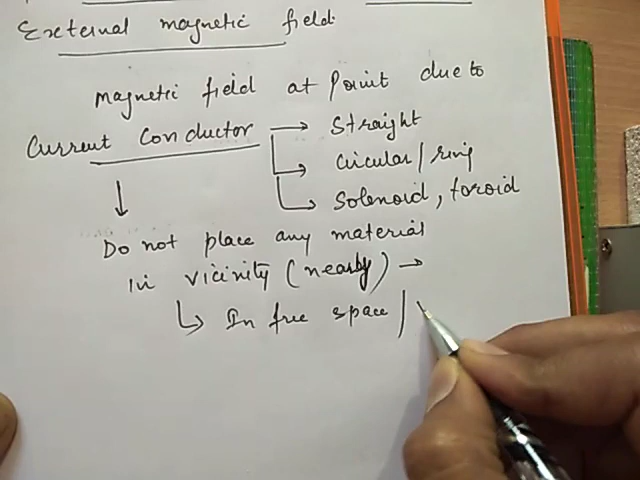 External magnetic field.
magnetic field at point due to
Current Conductor → Straight
→ Circular / ring
→ Solenoid, toroid
↓
Do not place any material
in vicinity (nearby) →
↳ In free space /